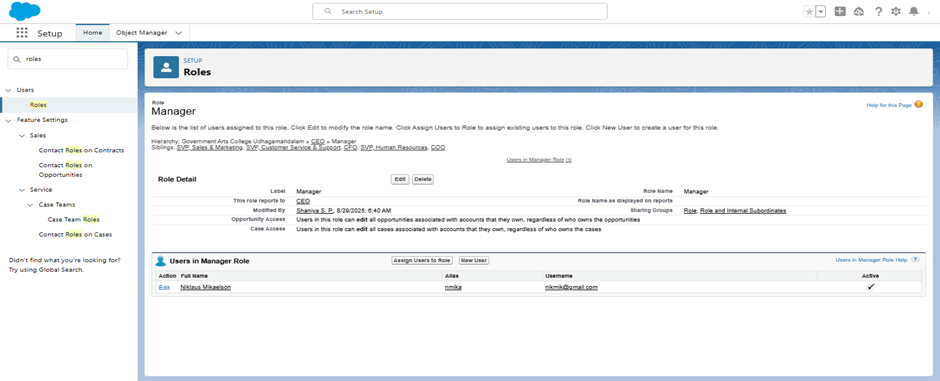 Search Setup
Setup
Home
Object Manager
roles
Users
Roles
Feature Settings
Sales
Contact Roles on Contracts
Contact Roles on
Opportunities
Service
Case Teams
Case Team Roles
Contact Roles on Cases
Didn't find what you're looking for?
Try using Global Search.
SETUP
Roles
Role
Manager
Help for this Page
Below is the list of users assigned to this role. Click Edit to modify the role name. Click Assign Users to Role to assign existing users to this role. Click New User to create a user for this role.
Hierarchy: Government Arts College Udhagamandalam » CEO » Manager
Siblings: SVP, Sales & Marketing, SVP, Customer Service & Support, CFO, SVP, Human Resources, COO
Users in Manager Role [1]
Role Detail Edit Delete
Label Manager Role Name Manager
This role reports to CEO Role Name as displayed on reports
Modified By Shaniya S. P., 8/29/2025, 6:40 AM Sharing Groups Role, Role and Internal Subordinates
Opportunity Access Users in this role can edit all opportunities associated with accounts that they own, regardless of who owns the opportunities
Case Access Users in this role can edit all cases associated with accounts that they own, regardless of who owns the cases
Users in Manager Role Assign Users to Role New User Users in Manager Role Help ?
Action Full Name Alias Username Active
Edit Niklaus Mikaelson nmika nikmik@gmail.com ✓